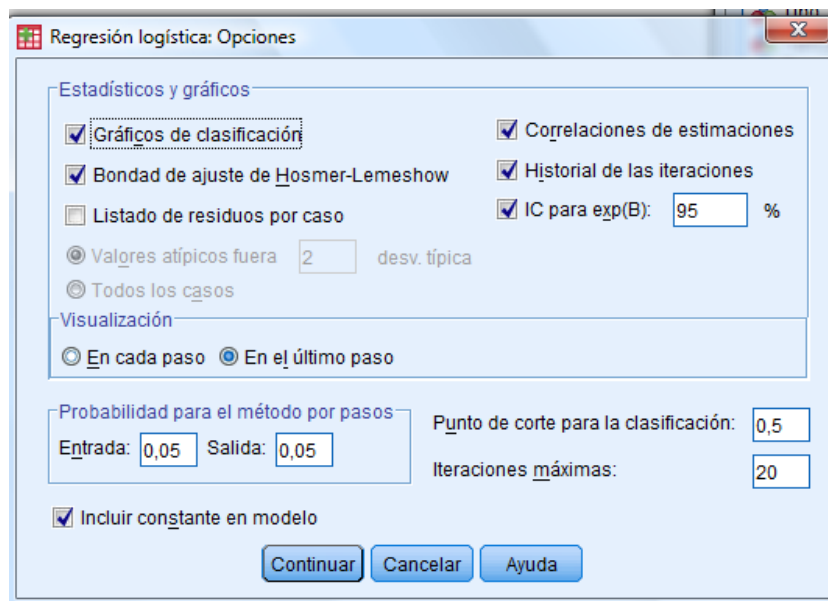 uno
Regresión logística: Opciones
Estadísticos y gráficos
Gráficos de clasificación
Correlaciones de estimaciones
Bondad de ajuste de Hosmer-Lemeshow
Historial de las iteraciones
Listado de residuos por caso
IC para exp(B): 95 %
Valores atípicos fuera 2 desv. típica
Todos los casos
Visualización
En cada paso En el último paso
Probabilidad para el método por pasos
Entrada: 0,05 Salida: 0,05
Punto de corte para la clasificación: 0,5
Iteraciones máximas: 20
Incluir constante en modelo
Continuar Cancelar Ayuda